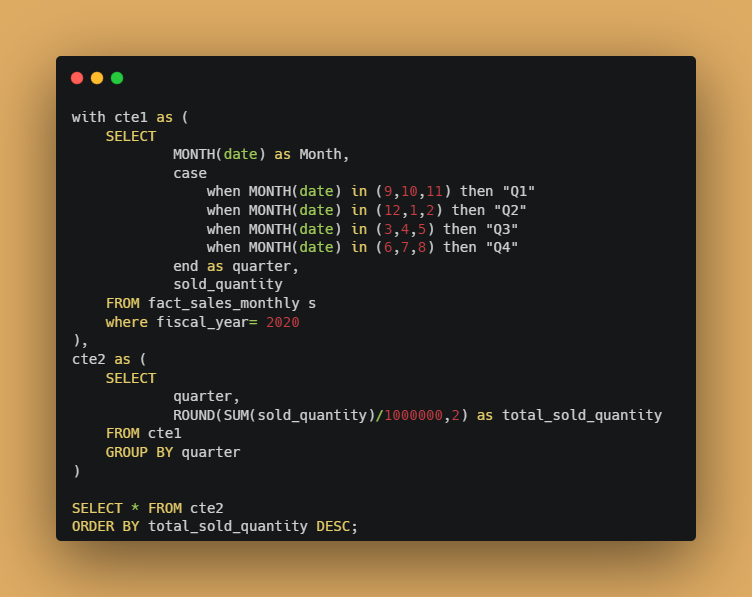 with cte1 as (
    SELECT
            MONTH(date) as Month,
            case
                when MONTH(date) in (9,10,11) then "Q1"
                when MONTH(date) in (12,1,2) then "Q2"
                when MONTH(date) in (3,4,5) then "Q3"
                when MONTH(date) in (6,7,8) then "Q4"
            end as quarter,
            sold_quantity
    FROM fact_sales_monthly s
    where fiscal_year= 2020
),
cte2 as (
    SELECT
            quarter,
            ROUND(SUM(sold_quantity)/1000000,2) as total_sold_quantity
    FROM cte1
    GROUP BY quarter
)
SELECT * FROM cte2
ORDER BY total_sold_quantity DESC;